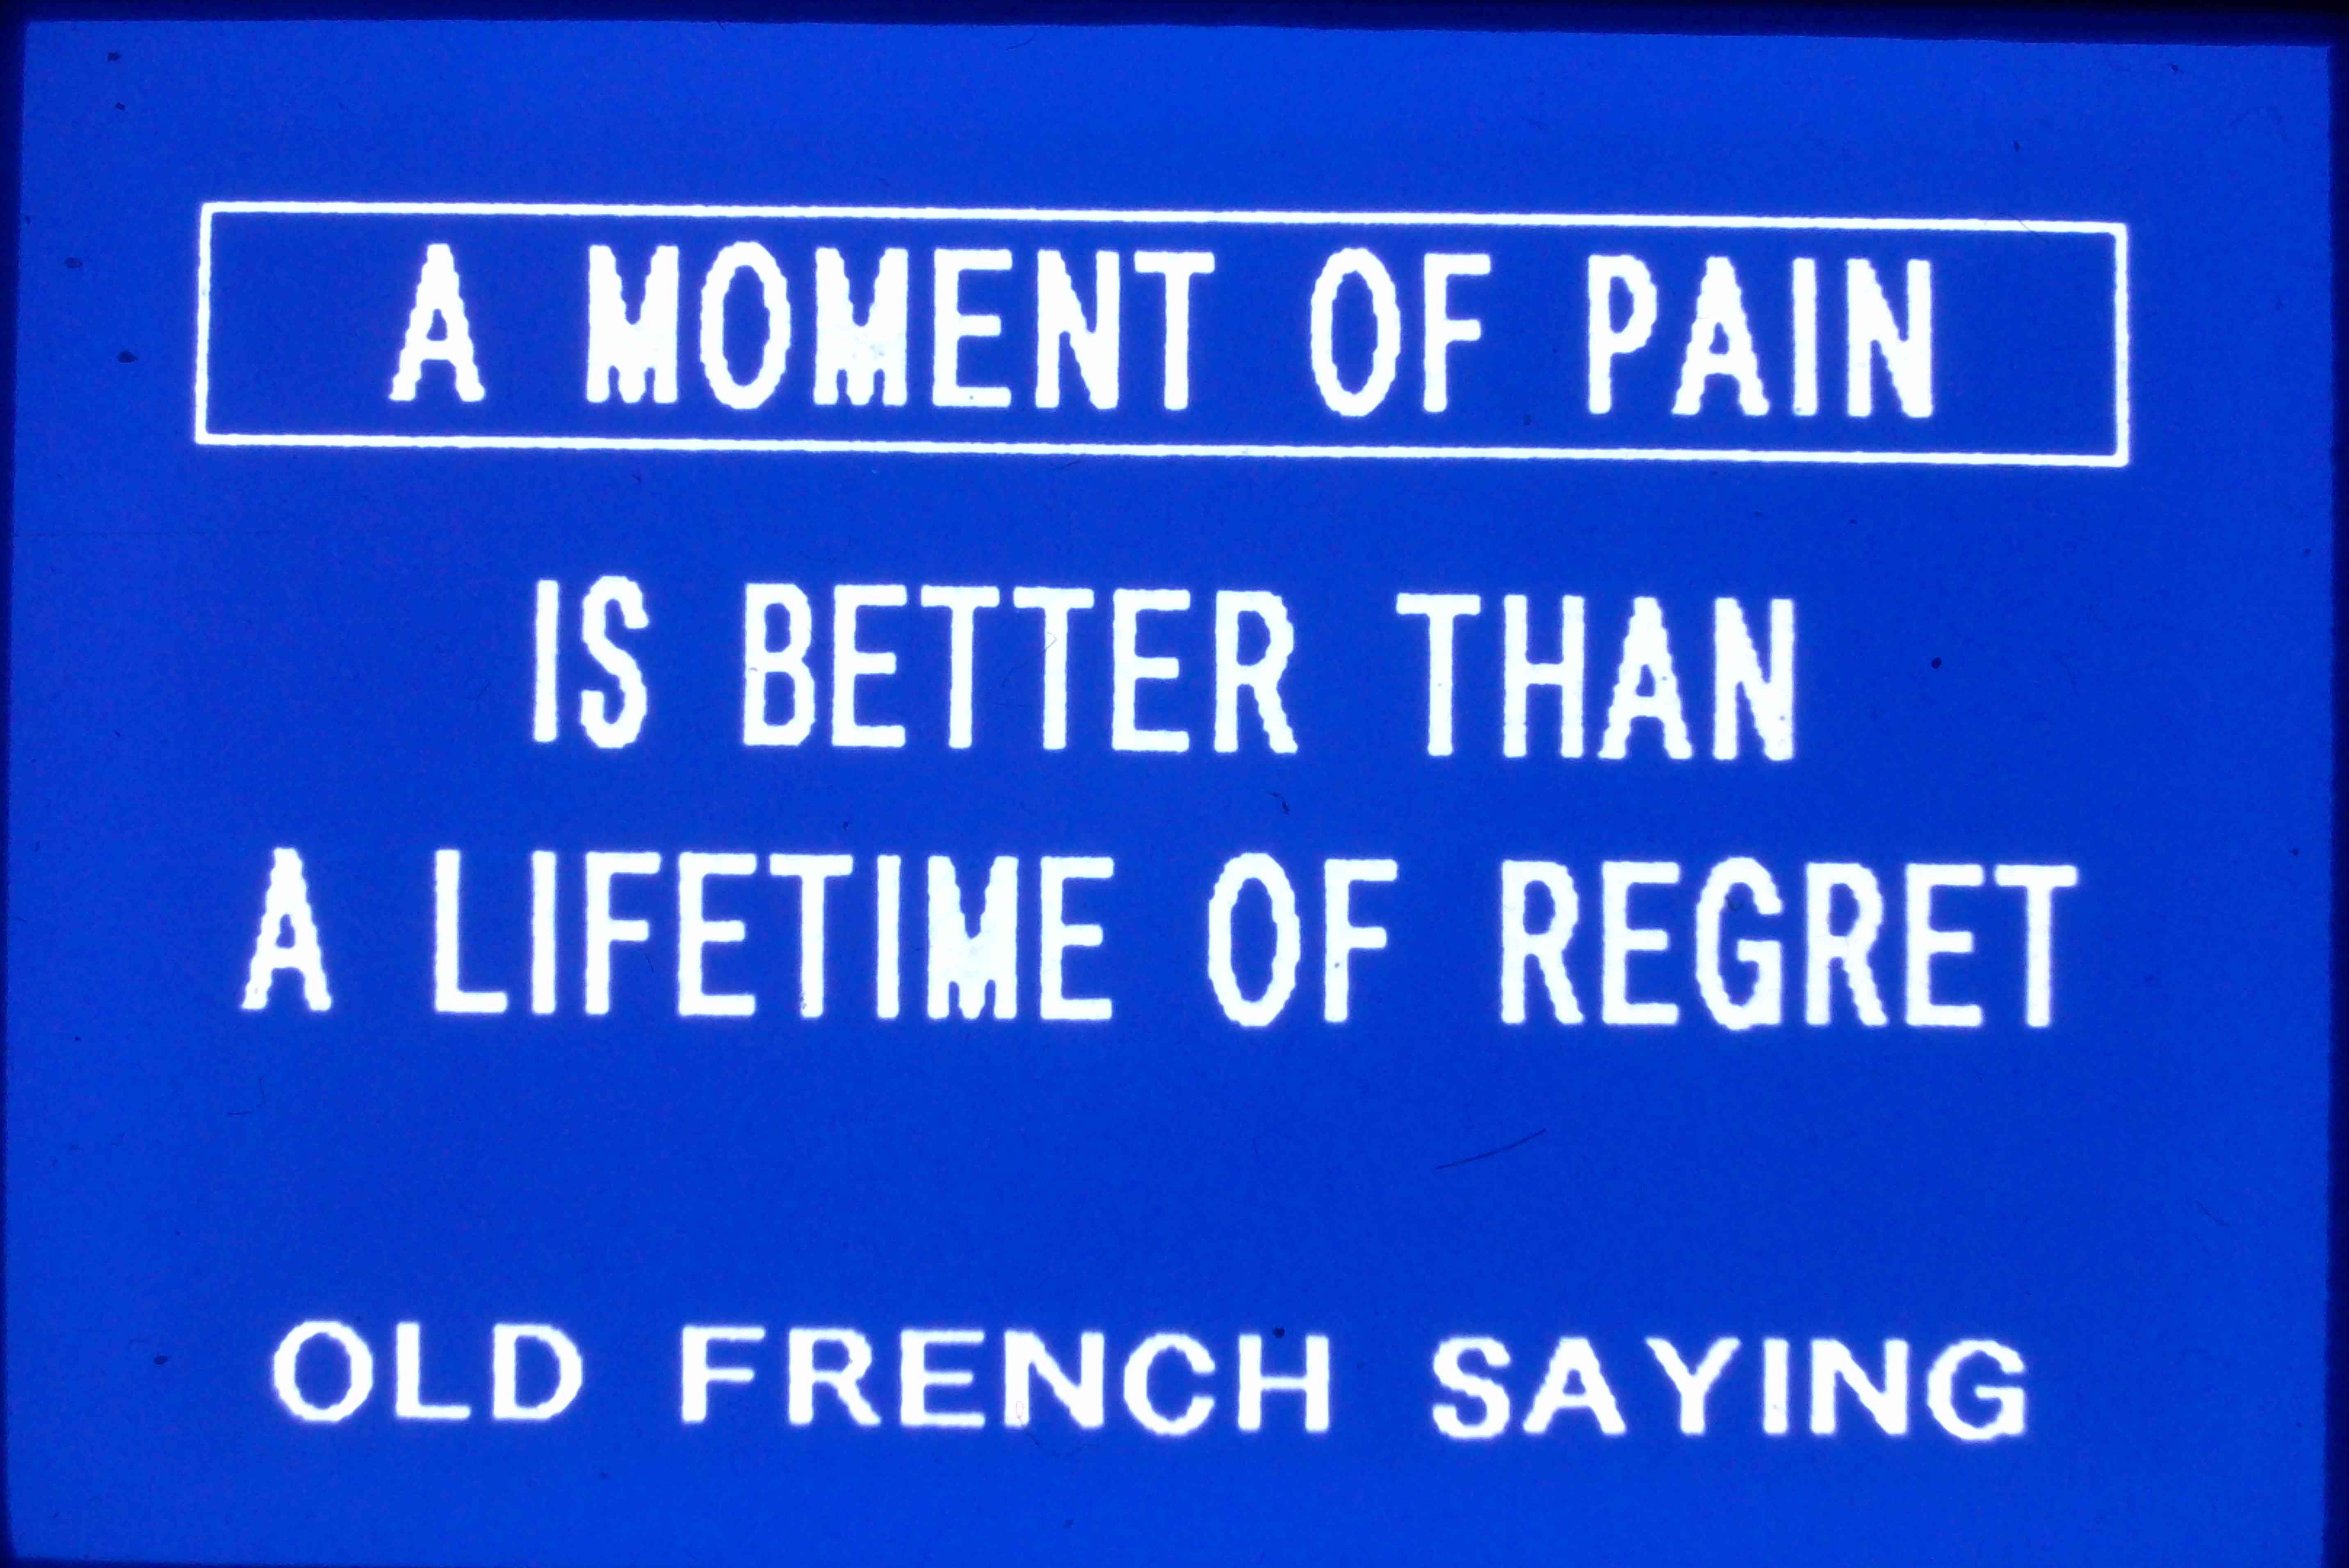 A MOMENT OF PAIN
IS BETTER THAN
A LIFETIME OF REGRET
OLD FRENCH SAYING